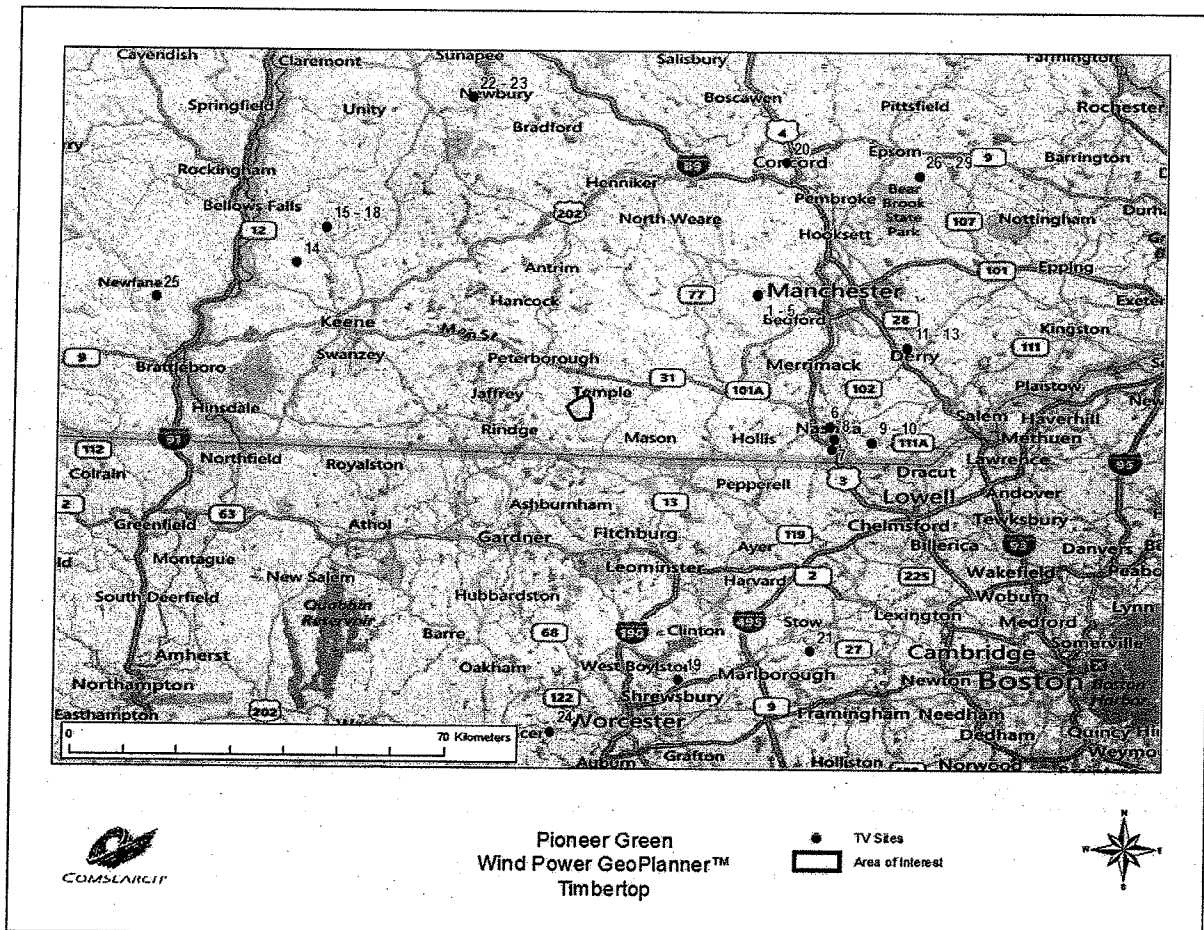 Cavendish
Claremont
Sunapee
Salisbury
Farmington
22 - 23
Newbury
Springfield
Unity
Boscawen
Pittsfield
Rochester
Bradford
4
20
Concord
Epsom
26 - 29
9
Barrington
Rockingham
89
Henniker
Bellows Falls
15 - 18
202
North Weare
Pembroke
Bear
Brook
State
Park
107
Nottingham
12
Hooksett
14
Antrim
101
Epping
Newfane 25
Hancock
77
Manchester
Exeter
1 - 5
Keene
Main St
Bedford
28
11 - 13
Kingston
9
Swanzey
Peterborough
Derry
111
Brattleboro
Merrimack
31
Jaffrey
Temple
101A
102
Plaistow
Hinsdale
Salem
Haverhill
Rindge
6
91
Mason
Hollis
8
9 - 10
111A
Methuen
112
Northfield
7
Lawrence
95
Colrain
Royalston
Dracut
Pepperell
3
2
Ashburnham
13
Lowell
Andover
Greenfield
63
Athol
Fitchburg
Chelmsford
Tewksbury
Gardner
119
Montague
Ayer
Billerica
93
Danvers
Leominster
New Salem
Harvard
2
225
Wakefield
Peabo
South Deerfield
Hubbardston
Woburn
Quabbin
Reservoir
Lexington
Lynn
68
190
Clinton
495
Stow
Medford
Barre
21
27
Somerville
Amherst
Oakham
West Boylston
19
Marlborough
Cambridge
Northampton
Shrewsbury
Newton
Boston
122
9
Easthampton
202
24
Worcester
Framingham
Needham
0
70 Kilometers
Dedham
Quincy
Auburn
Grafton
Holliston
Norwood
Weymo
COMSEARCH
Pioneer Green
Wind Power GeoPlanner™
Timbertop
TV Sites
Area of Interest
N
W
E
S